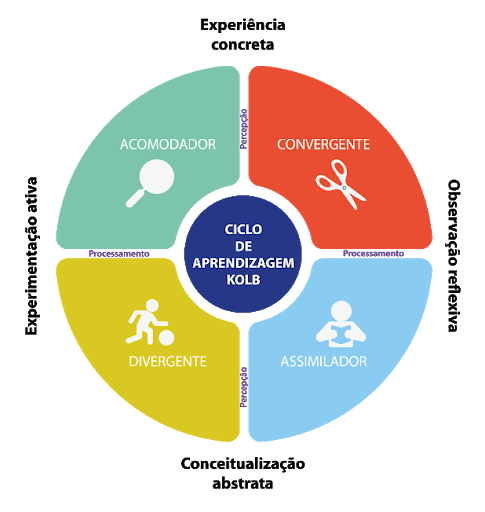 Experiência
concreta
Percepção
ACOMODADOR
CONVERGENTE
Experimentação ativa
Observação reflexiva
CICLO
DE
APRENDIZAGEM
KOLB
Processamento
Processamento
DIVERGENTE
ASSIMILADOR
Percepção
Conceitualização
abstrata